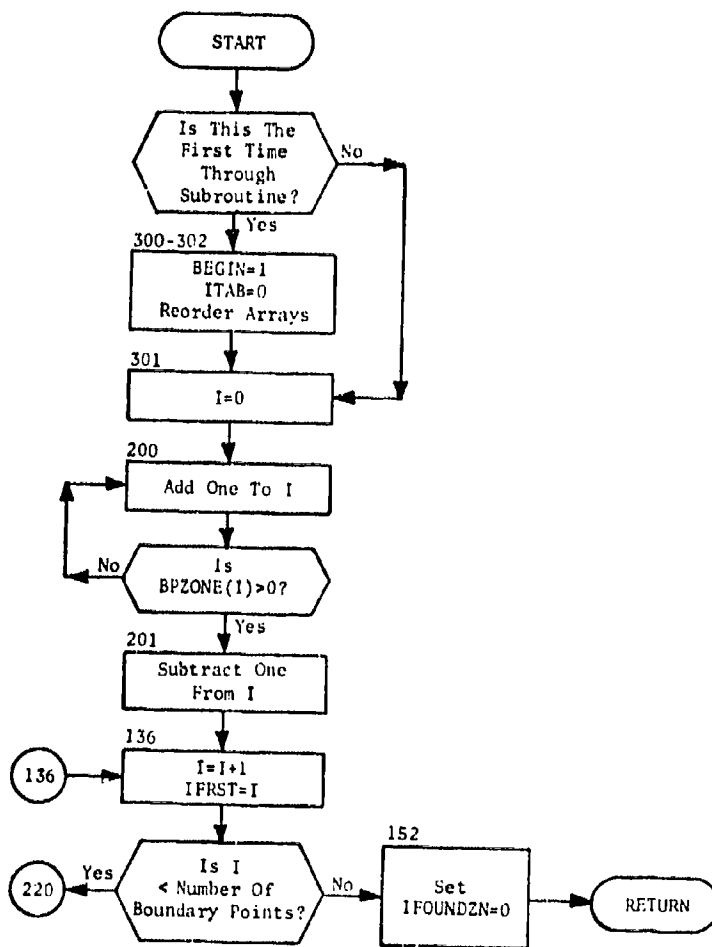 START
Is This The
First Time
Through
Subroutine?
No
Yes
300-302
BEGIN=1
ITAB=0
Reorder Arrays
301
I=0
200
Add One To I
No
Is
BPZONE(I)>0?
Yes
201
Subtract One
From I
136
136
I=I+1
IFRST=I
220
Yes
Is I
< Number Of
Boundary Points?
No
152
Set
IFOUNDZN=0
RETURN